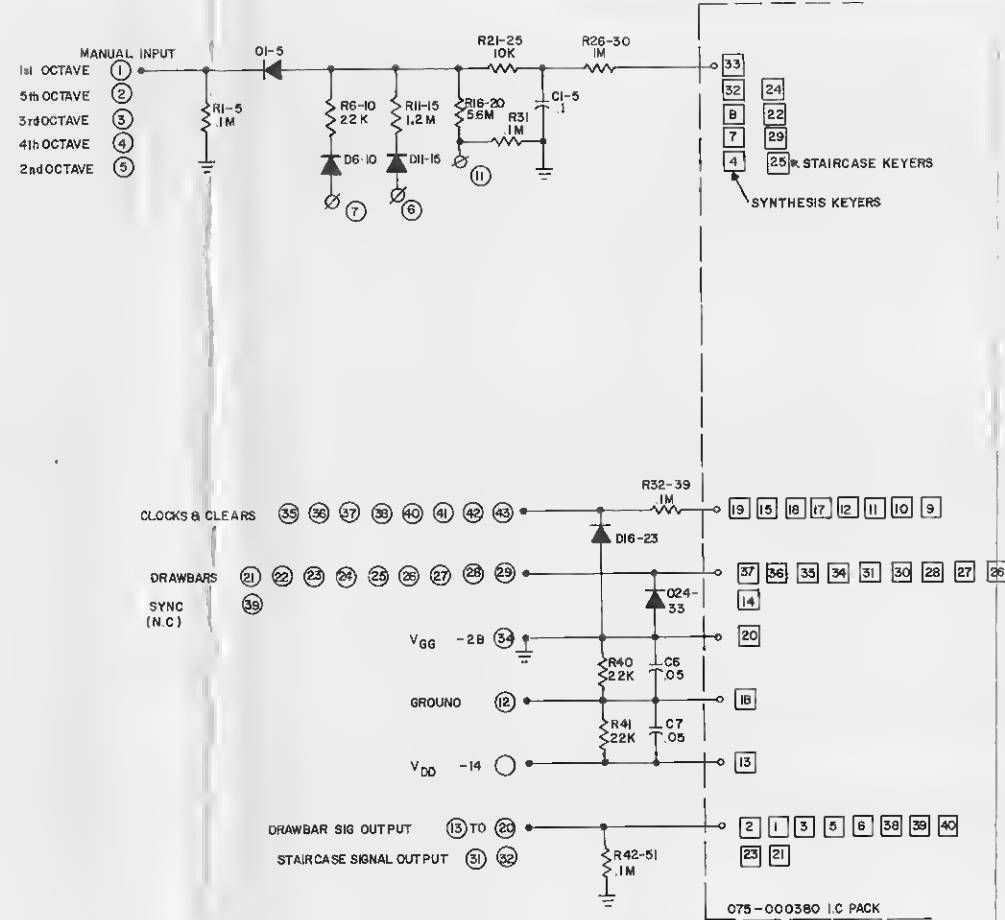 MANUAL INPUT
1st OCTAVE 1
5th OCTAVE 2
3rd OCTAVE 3
4th OCTAVE 4
2nd OCTAVE 5
R1-5
.1M
D1-5
R6-10
22K
D6-10
7
R11-15
1.2M
D11-15
6
R16-20
5.6M
R31
.1M
11
R21-25
10K
C1-5
.1
R26-30
1M
33
32 24
8 22
7 29
4 25 STAIRCASE KEYERS
SYNTHESIS KEYERS
CLOCKS & CLEARS 35 36 37 38 40 41 42 43
R32-39
.1M
19 15 18 17 12 11 10 9
D16-23
DRAWBARS 21 22 23 24 25 26 27 28 29
37 36 35 34 31 30 28 27 26
SYNC 39
(N.C)
D24-
33
14
VGG -28 34
20
R40
22K
C6
.05
GROUND 12
18
R41
22K
C7
.05
VDD -14
13
DRAWBAR SIG OUTPUT 13 TO 20
2 1 3 5 6 38 39 40
STAIRCASE SIGNAL OUTPUT 31 32
23 21
R42-51
.1M
075-000380 I.C PACK